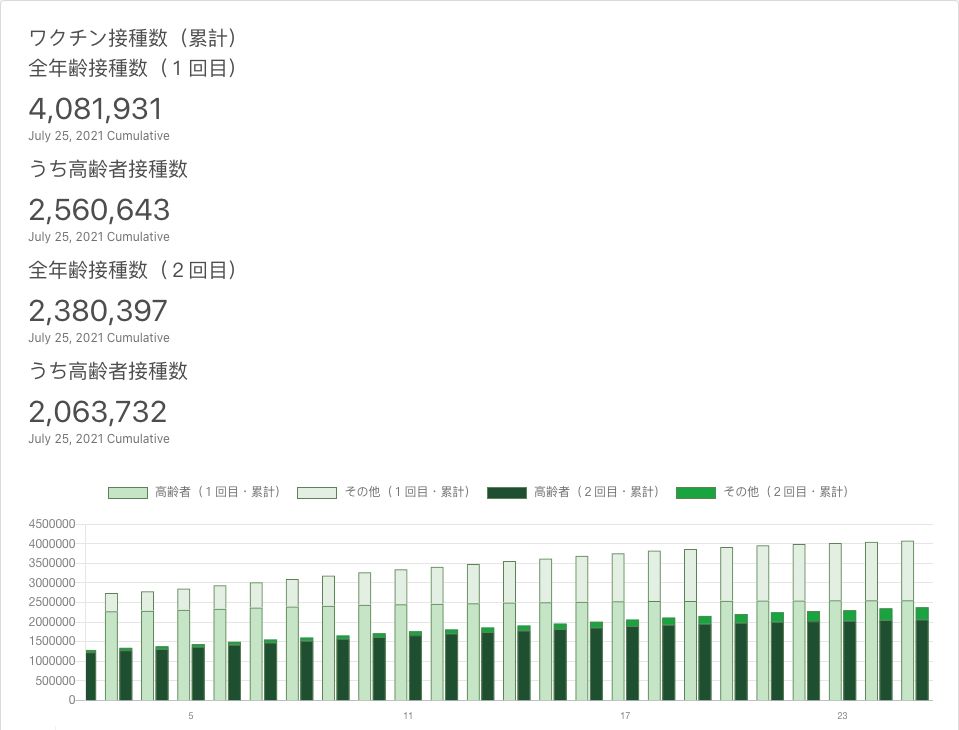 ワクチン接種数（累計）
全年齢接種数（１回目）
4,081,931
July 25, 2021 Cumulative
うち高齢者接種数
2,560,643
July 25, 2021 Cumulative
全年齢接種数（２回目）
2,380,397
July 25, 2021 Cumulative
うち高齢者接種数
2,063,732
July 25, 2021 Cumulative
高齢者（１回目・累計） その他（１回目・累計） 高齢者（２回目・累計） その他（２回目・累計）
4500000
4000000
3500000
3000000
2500000
2000000
1500000
1000000
500000
0
5 11 17 23